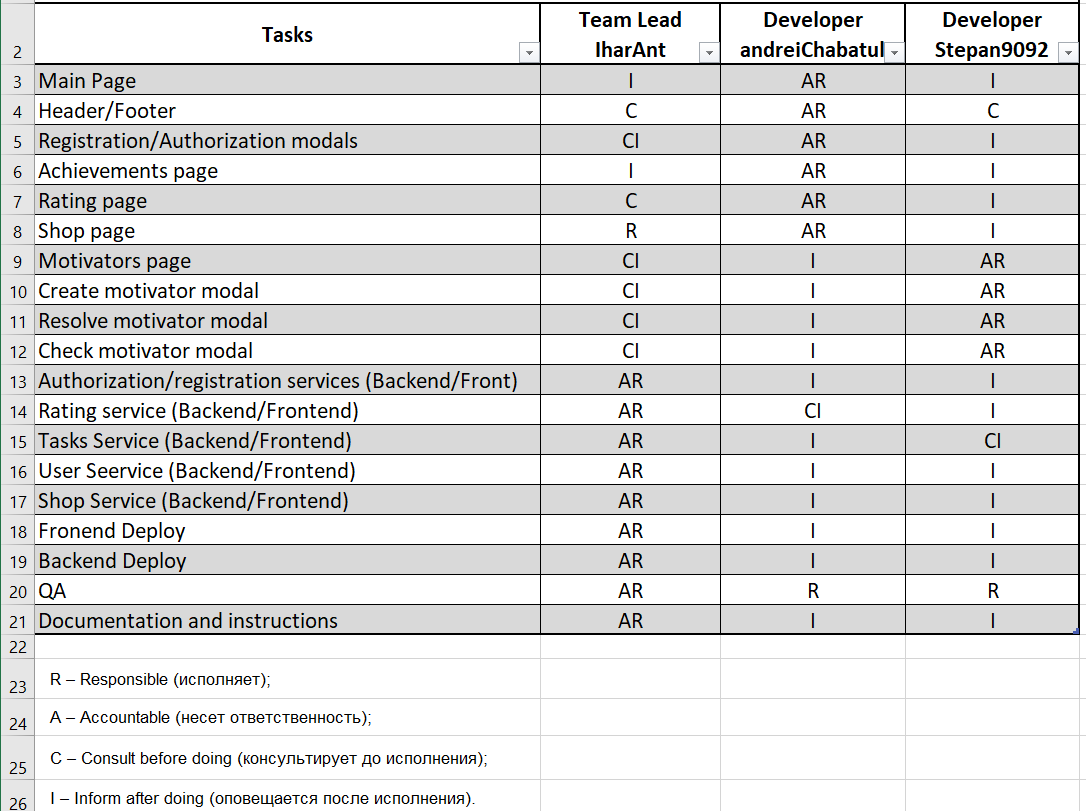 Tasks Team Lead IharAnt Developer andreiChabatul Developer Stepan9092
2
3 Main Page I AR I
4 Header/Footer C AR C
5 Registration/Authorization modals CI AR I
6 Achievements page I AR I
7 Rating page C AR I
8 Shop page R AR I
9 Motivators page CI I AR
10 Create motivator modal CI I AR
11 Resolve motivator modal CI I AR
12 Check motivator modal CI I AR
13 Authorization/registration services (Backend/Front) AR I I
14 Rating service (Backend/Frontend) AR CI I
15 Tasks Service (Backend/Frontend) AR I CI
16 User Seervice (Backend/Frontend) AR I I
17 Shop Service (Backend/Frontend) AR I I
18 Fronend Deploy AR I I
19 Backend Deploy AR I I
20 QA AR R R
21 Documentation and instructions AR I I
22
23 R – Responsible (исполняет);
24 A – Accountable (несет ответственность);
25 C – Consult before doing (консультирует до исполнения);
26 I – Inform after doing (оповещается после исполнения).